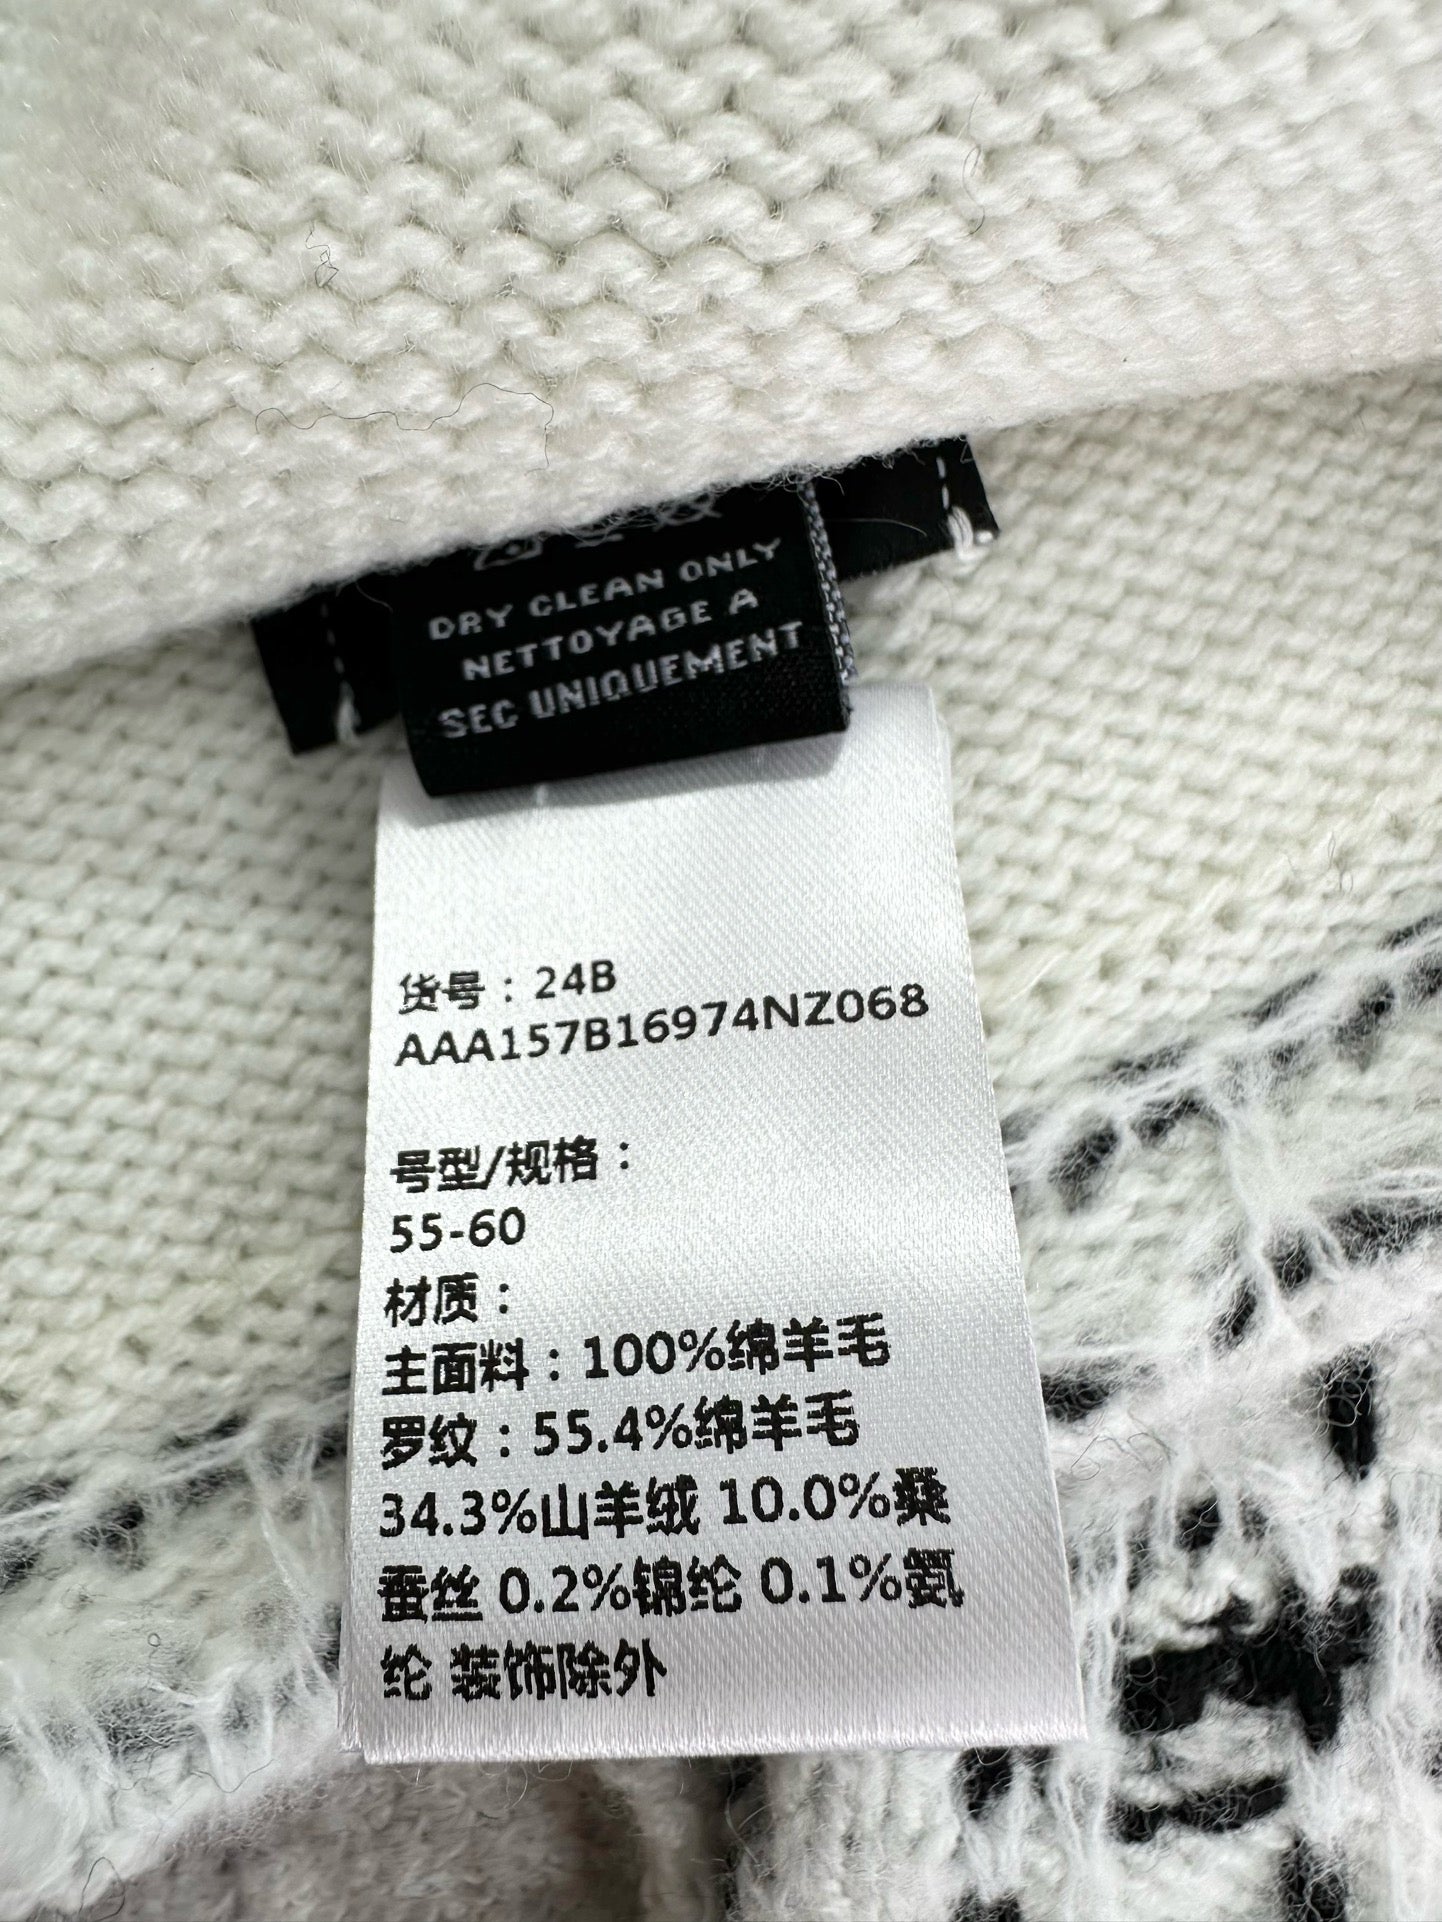 DRY CLEAN ONLY
NETTOYAGE A
SEC UNIQUEMENT
货号：24B
AAA157B16974NZ068
号型/规格：
55-60
材质：
主面料：100%绵羊毛
罗纹：55.4%绵羊毛
34.3%山羊绒 10.0%桑
蚕丝 0.2%锦纶 0.1%氨
纶 装饰除外